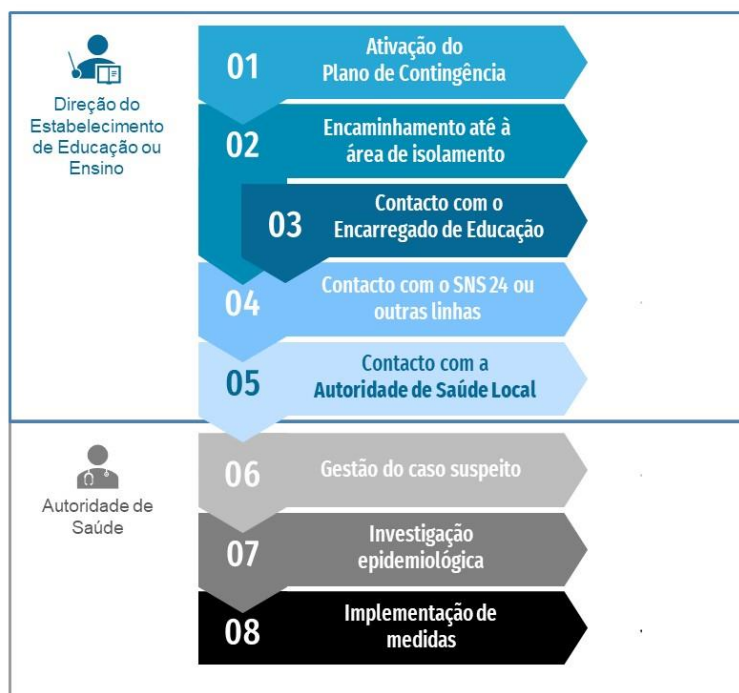 Direção do
Estabelecimento
de Educação ou
Ensino
01
Ativação do
Plano de Contingência
02
Encaminhamento até à
área de isolamento
03
Contacto com o
Encarregado de Educação
04
Contacto com o SNS 24 ou
outras linhas
05
Contacto com a
Autoridade de Saúde Local
Autoridade de
Saúde
06
Gestão do caso suspeito
07
Investigação
epidemiológica
08
Implementação de
medidas